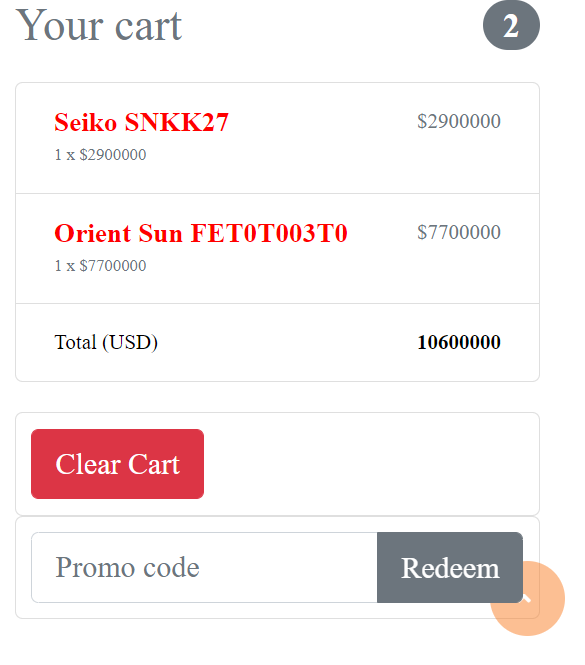 Your cart 2
Seiko SNKK27 $2900000
1 x $2900000
Orient Sun FET0T003T0 $7700000
1 x $7700000
Total (USD) 10600000
Clear Cart
Promo code Redeem